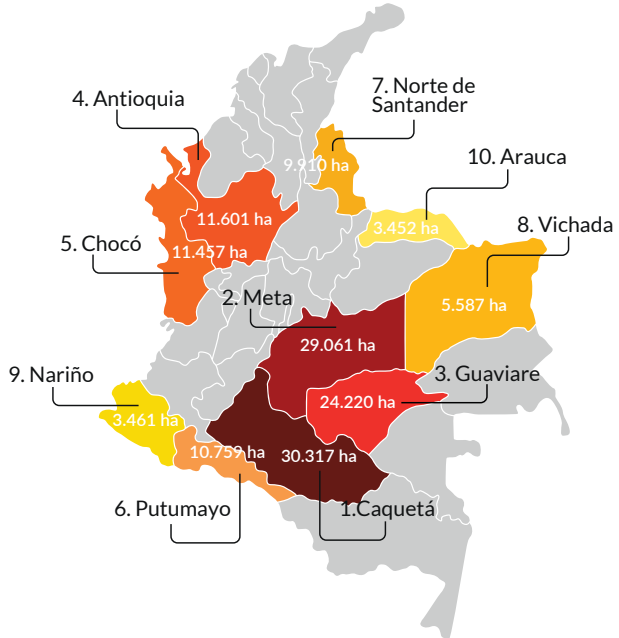 7. Norte de
Santander
4. Antioquia
9.910 ha
10. Arauca
11.601 ha
3.452 ha
8. Vichada
5. Chocó
11.457 ha
2. Meta
5.587 ha
29.061 ha
9. Nariño
3. Guaviare
24.220 ha
3.461 ha
10.759 ha
30.317 ha
6. Putumayo
1.Caquetá